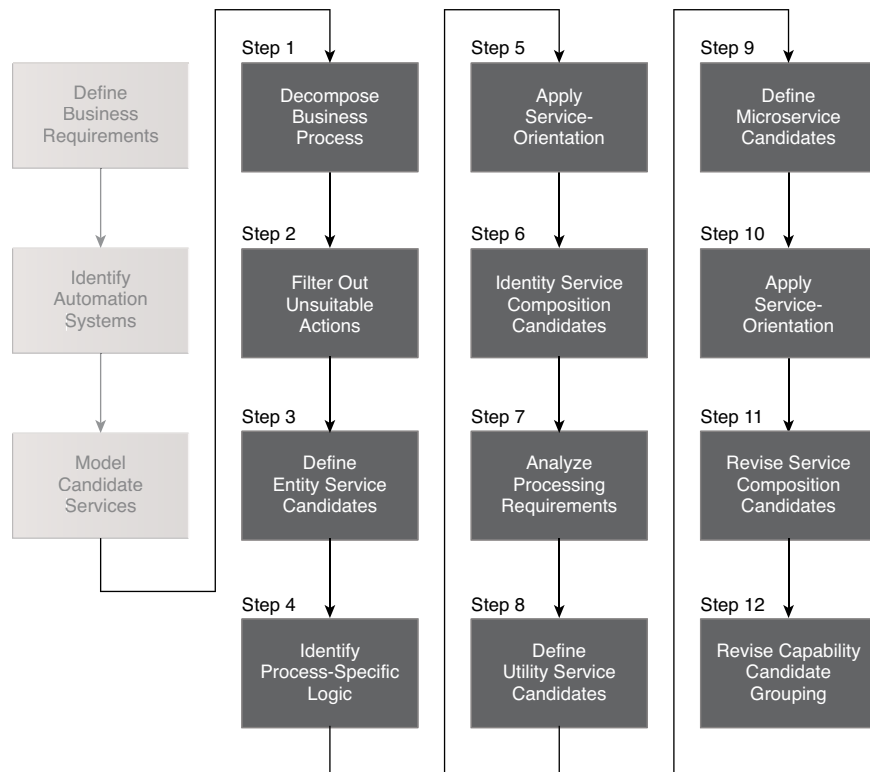 Define
Business
Requirements
Identify
Automation
Systems
Model
Candidate
Services
Step 1
Decompose
Business
Process
Step 2
Filter Out
Unsuitable
Actions
Step 3
Define
Entity Service
Candidates
Step 4
Identify
Process-Specific
Logic
Step 5
Apply
Service-
Orientation
Step 6
Identity Service
Composition
Candidates
Step 7
Analyze
Processing
Requirements
Step 8
Define
Utility Service
Candidates
Step 9
Define
Microservice
Candidates
Step 10
Apply
Service-
Orientation
Step 11
Revise Service
Composition
Candidates
Step 12
Revise Capability
Candidate
Grouping